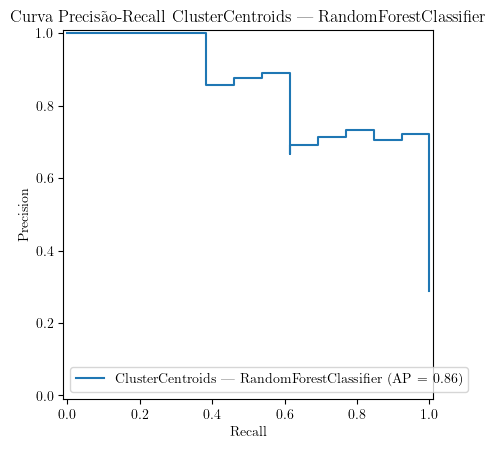 Curva Precisão-Recall ClusterCentroids — RandomForestClassifier
1.0
0.8
0.6
0.4
0.2
0.0
Precision
ClusterCentroids — RandomForestClassifier (AP = 0.86)
0.0 0.2 0.4 0.6 0.8 1.0
Recall